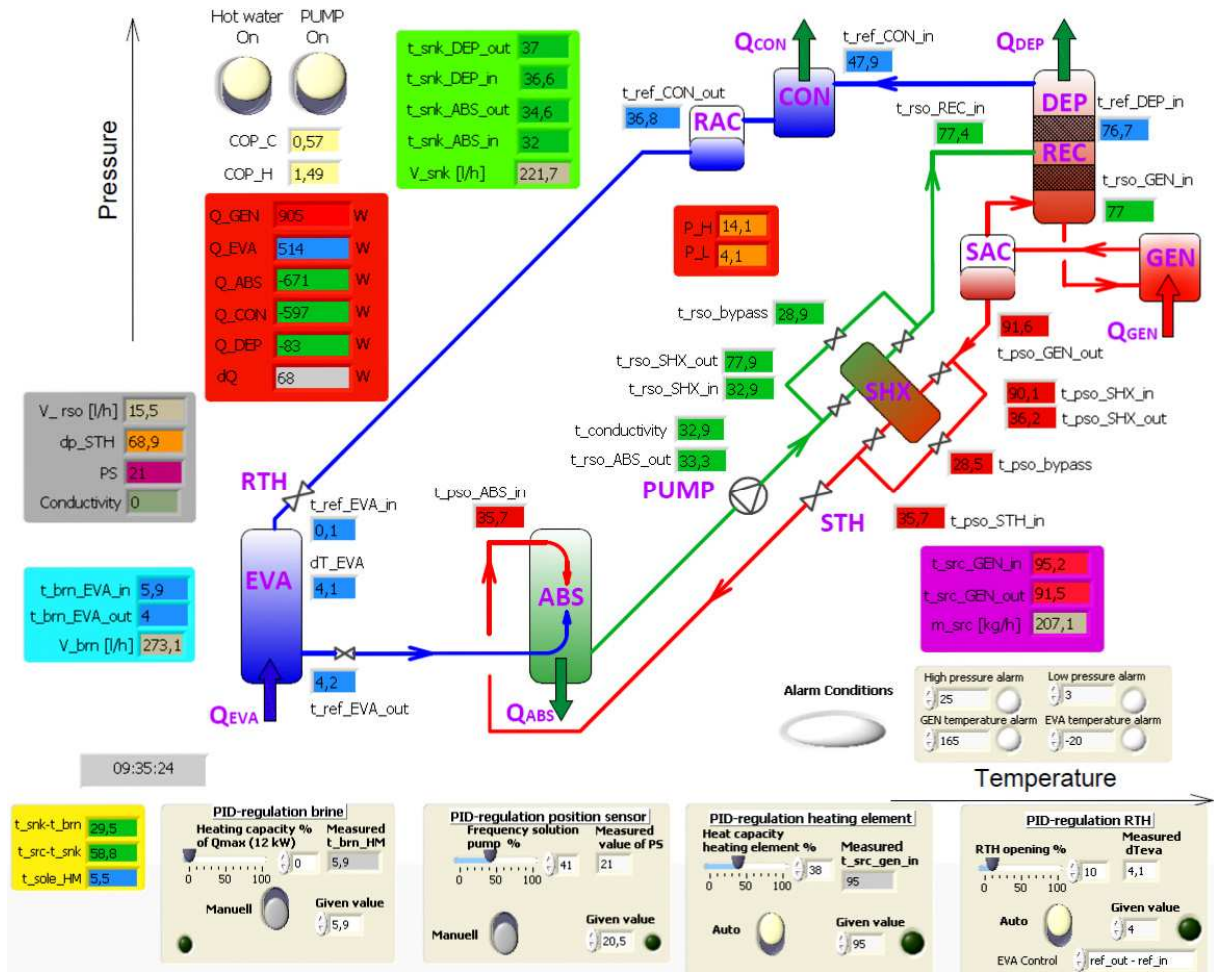 Hot water PUMP
On On
COP_C 0,57
COP_H 1,49
Pressure
t_snk_DEP_out 37
t_snk_DEP_in 36,6
t_snk_ABS_out 34,6
t_snk_ABS_in 32
V_snk [l/h] 221,7
Q_GEN 905 W
Q_EVA 514 W
Q_ABS -671 W
Q_CON -597 W
Q_DEP -83 W
dQ 68 W
QCON
CON
t_ref_CON_in
47,9
t_ref_CON_out
36,8
RAC
QDEP
DEP
t_ref_DEP_in
76,7
t_rso_REC_in
77,4
REC
t_rso_GEN_in
77
P_H 14,1
P_L 4,1
SAC
GEN
QGEN
91,6
t_pso_GEN_out
t_rso_bypass 28,9
t_rso_SHX_out 77,9
t_rso_SHX_in 32,9
SHX
90,1 t_pso_SHX_in
36,2 t_pso_SHX_out
t_conductivity 32,9
t_rso_ABS_out 33,3
28,5 t_pso_bypass
PUMP
STH
35,7 t_pso_STH_in
V_ rso [l/h] 15,5
dp_STH 68,9
PS 21
Conductivity 0
RTH
t_ref_EVA_in
0,1
dT_EVA
4,1
EVA
t_pso_ABS_in
35,7
ABS
t_brn_EVA_in 5,9
t_brn_EVA_out 4
V_brn [l/h] 273,1
4,2
t_ref_EVA_out
QEVA
QABS
t_src_GEN_in 95,2
t_src_GEN_out 91,5
m_src [kg/h] 207,1
Alarm Conditions
High pressure alarm Low pressure alarm
25 3
GEN temperature alarm EVA temperature alarm
165 -20
09:35:24
Temperature
t_snk-t_brn 29,5
t_src-t_snk 58,8
t_sole_HM 5,5
PID-regulation brine
Heating capacity % Measured
of Qmax (12 kW) t_brn_HM
0 5,9
0 50 100
Manuell Given value
5,9
PID-regulation position sensor
Frequency solution Measured
pump % value of PS
41 21
0 50 100
Manuell Given value
20,5
PID-regulation heating element
Heat capacity Measured
heating element % t_src_gen_in
38 95
0 50 100
Auto Given value
95
PID-regulation RTH
RTH opening % Measured
dTeva
10 4,1
0 50 100
Auto Given value
4
EVA Control ref_out - ref_in